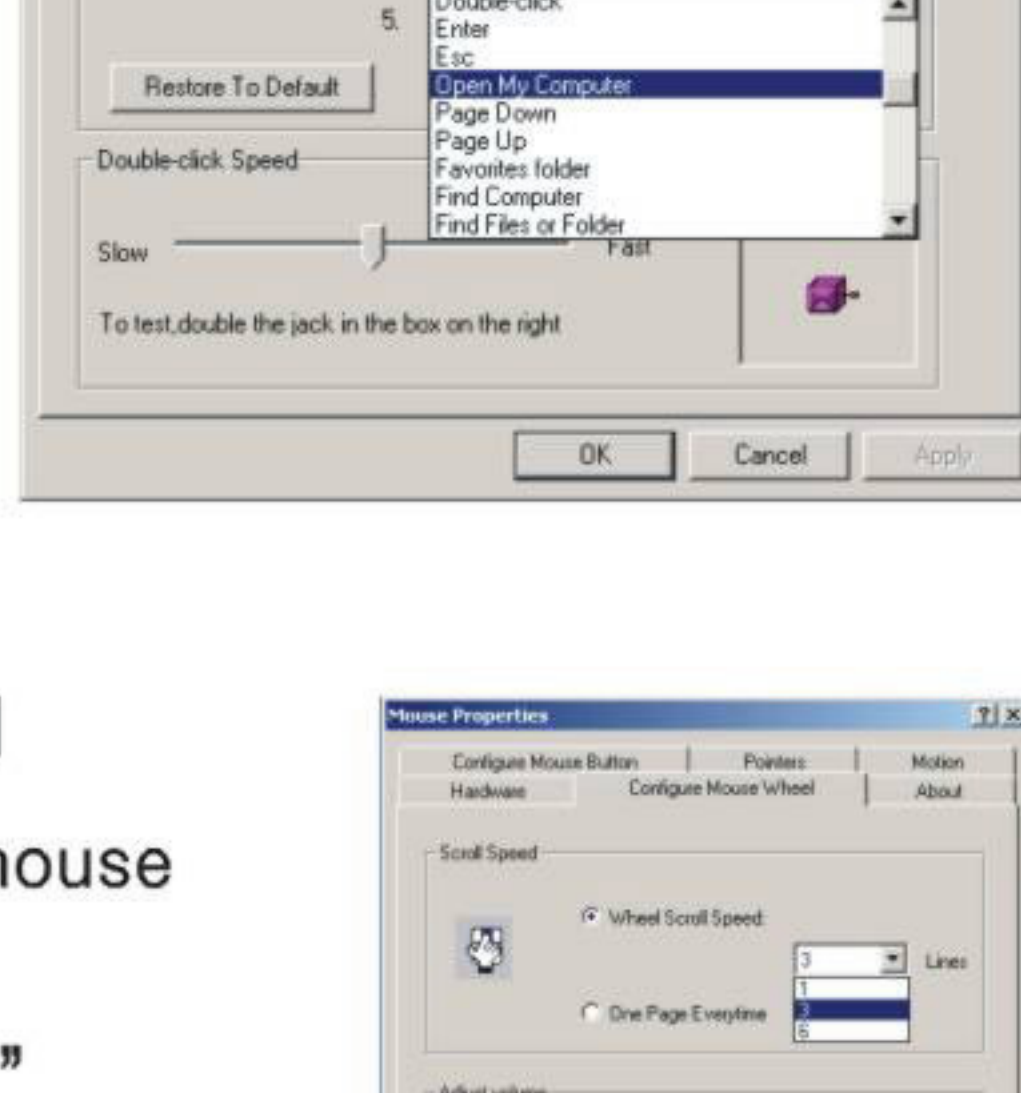 Double-click
5.
Enter
Esc
Restore To Default
Open My Computer
Page Down
Page Up
Double-click Speed
Favorites folder
Find Computer
Find Files or Folder
Slow
Fast
To test,double the jack in the box on the right
OK Cancel Apply
Mouse Properties
Configure Mouse Button Pointers Motion
Hardware Configure Mouse Wheel About
nouse
Scroll Speed
Wheel Scroll Speed:
3 Lines
1
One Page Everytime
3
6
”
Adjust volume